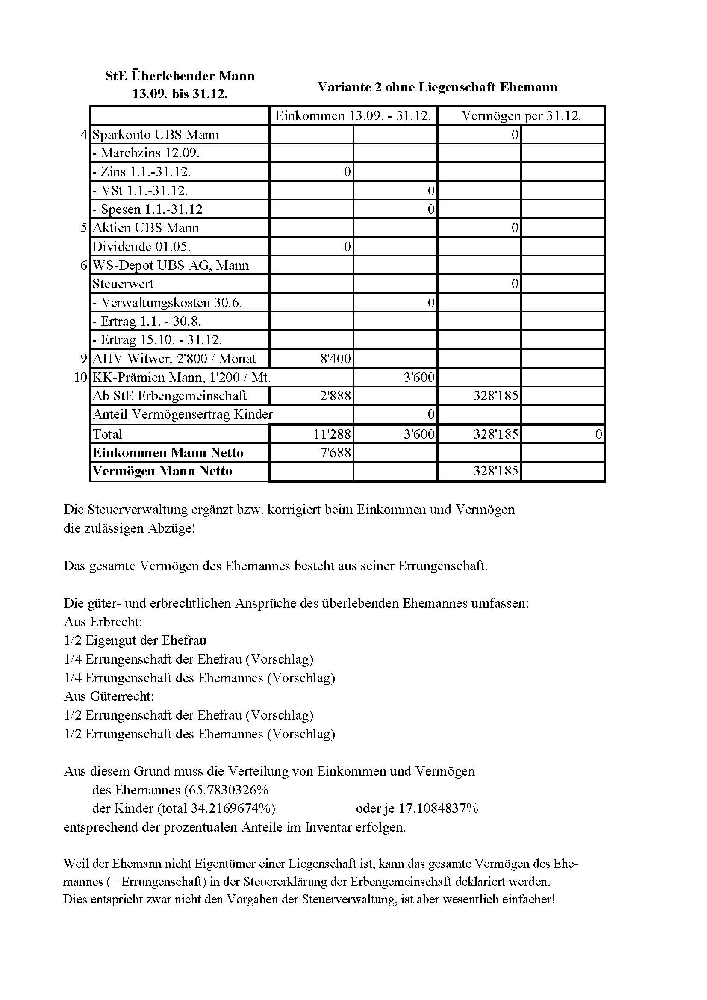 StE Überlebender Mann
13.09. bis 31.12.
Variante 2 ohne Liegenschaft Ehemann
Einkommen 13.09. - 31.12. Vermögen per 31.12.
4 Sparkonto UBS Mann 0
- Marchzins 12.09.
- Zins 1.1.-31.12. 0
- VSt 1.1.-31.12. 0
- Spesen 1.1.-31.12 0
5 Aktien UBS Mann 0
Dividende 01.05. 0
6 WS-Depot UBS AG, Mann
Steuerwert 0
- Verwaltungskosten 30.6. 0
- Ertrag 1.1. - 30.8.
- Ertrag 15.10. - 31.12.
9 AHV Witwer, 2'800 / Monat 8'400
10 KK-Prämien Mann, 1'200 / Mt. 3'600
Ab StE Erbengemeinschaft 2'888 328'185
Anteil Vermögensertrag Kinder 0
Total 11'288 3'600 328'185 0
Einkommen Mann Netto 7'688
Vermögen Mann Netto 328'185
Die Steuerverwaltung ergänzt bzw. korrigiert beim Einkommen und Vermögen
die zulässigen Abzüge!
Das gesamte Vermögen des Ehemannes besteht aus seiner Errungenschaft.
Die güter- und erbrechtlichen Ansprüche des überlebenden Ehemannes umfassen:
Aus Erbrecht:
1/2 Eigengut der Ehefrau
1/4 Errungenschaft der Ehefrau (Vorschlag)
1/4 Errungenschaft des Ehemannes (Vorschlag)
Aus Güterrecht:
1/2 Errungenschaft der Ehefrau (Vorschlag)
1/2 Errungenschaft des Ehemannes (Vorschlag)
Aus diesem Grund muss die Verteilung von Einkommen und Vermögen
des Ehemannes (65.7830326%
der Kinder (total 34.2169674%) oder je 17.1084837%
entsprechend der prozentualen Anteile im Inventar erfolgen.
Weil der Ehemann nicht Eigentümer einer Liegenschaft ist, kann das gesamte Vermögen des Ehe-
mannes (= Errungenschaft) in der Steuererklärung der Erbengemeinschaft deklariert werden.
Dies entspricht zwar nicht den Vorgaben der Steuerverwaltung, ist aber wesentlich einfacher!